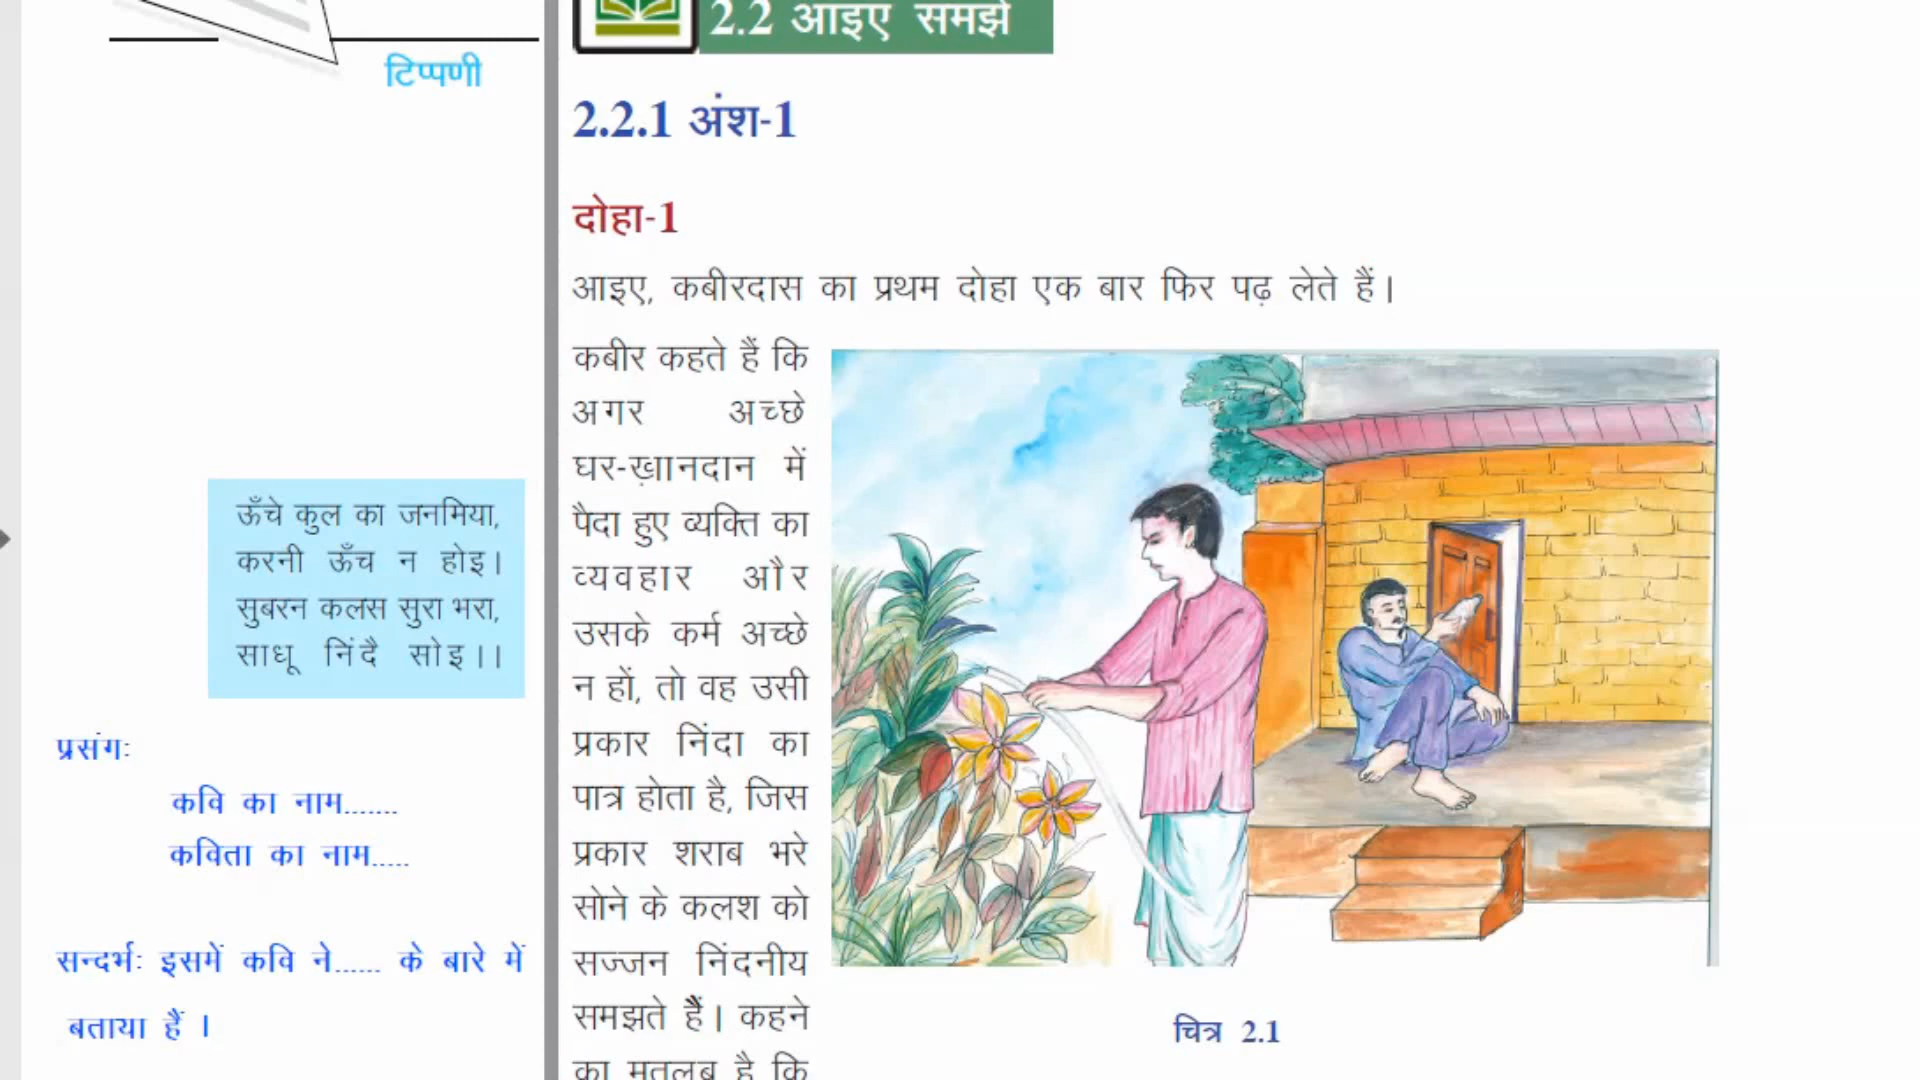 टिप्पणी
ऊँचे कुल का जनमिया,
करनी ऊँच न होइ।
सुबरन कलस सुरा भरा,
साधू निंदै सोइ।।
प्रसंगः
कवि का नाम.......
कविता का नाम.....
सन्दर्भः इसमें कवि ने...... के बारे में
बताया हैं ।
2.2 आइए समझें
2.2.1 अंश-1
दोहा-1
आइए, कबीरदास का प्रथम दोहा एक बार फिर पढ़ लेते हैं।
कबीर कहते हैं कि
अगर अच्छे
घर-ख़ानदान में
पैदा हुए व्यक्ति का
व्यवहार और
उसके कर्म अच्छे
न हों, तो वह उसी
प्रकार निंदा का
पात्र होता है, जिस
प्रकार शराब भरे
सोने के कलश को
सज्जन निंदनीय
समझते हैं। कहने
का मतलब है कि
चित्र 2.1